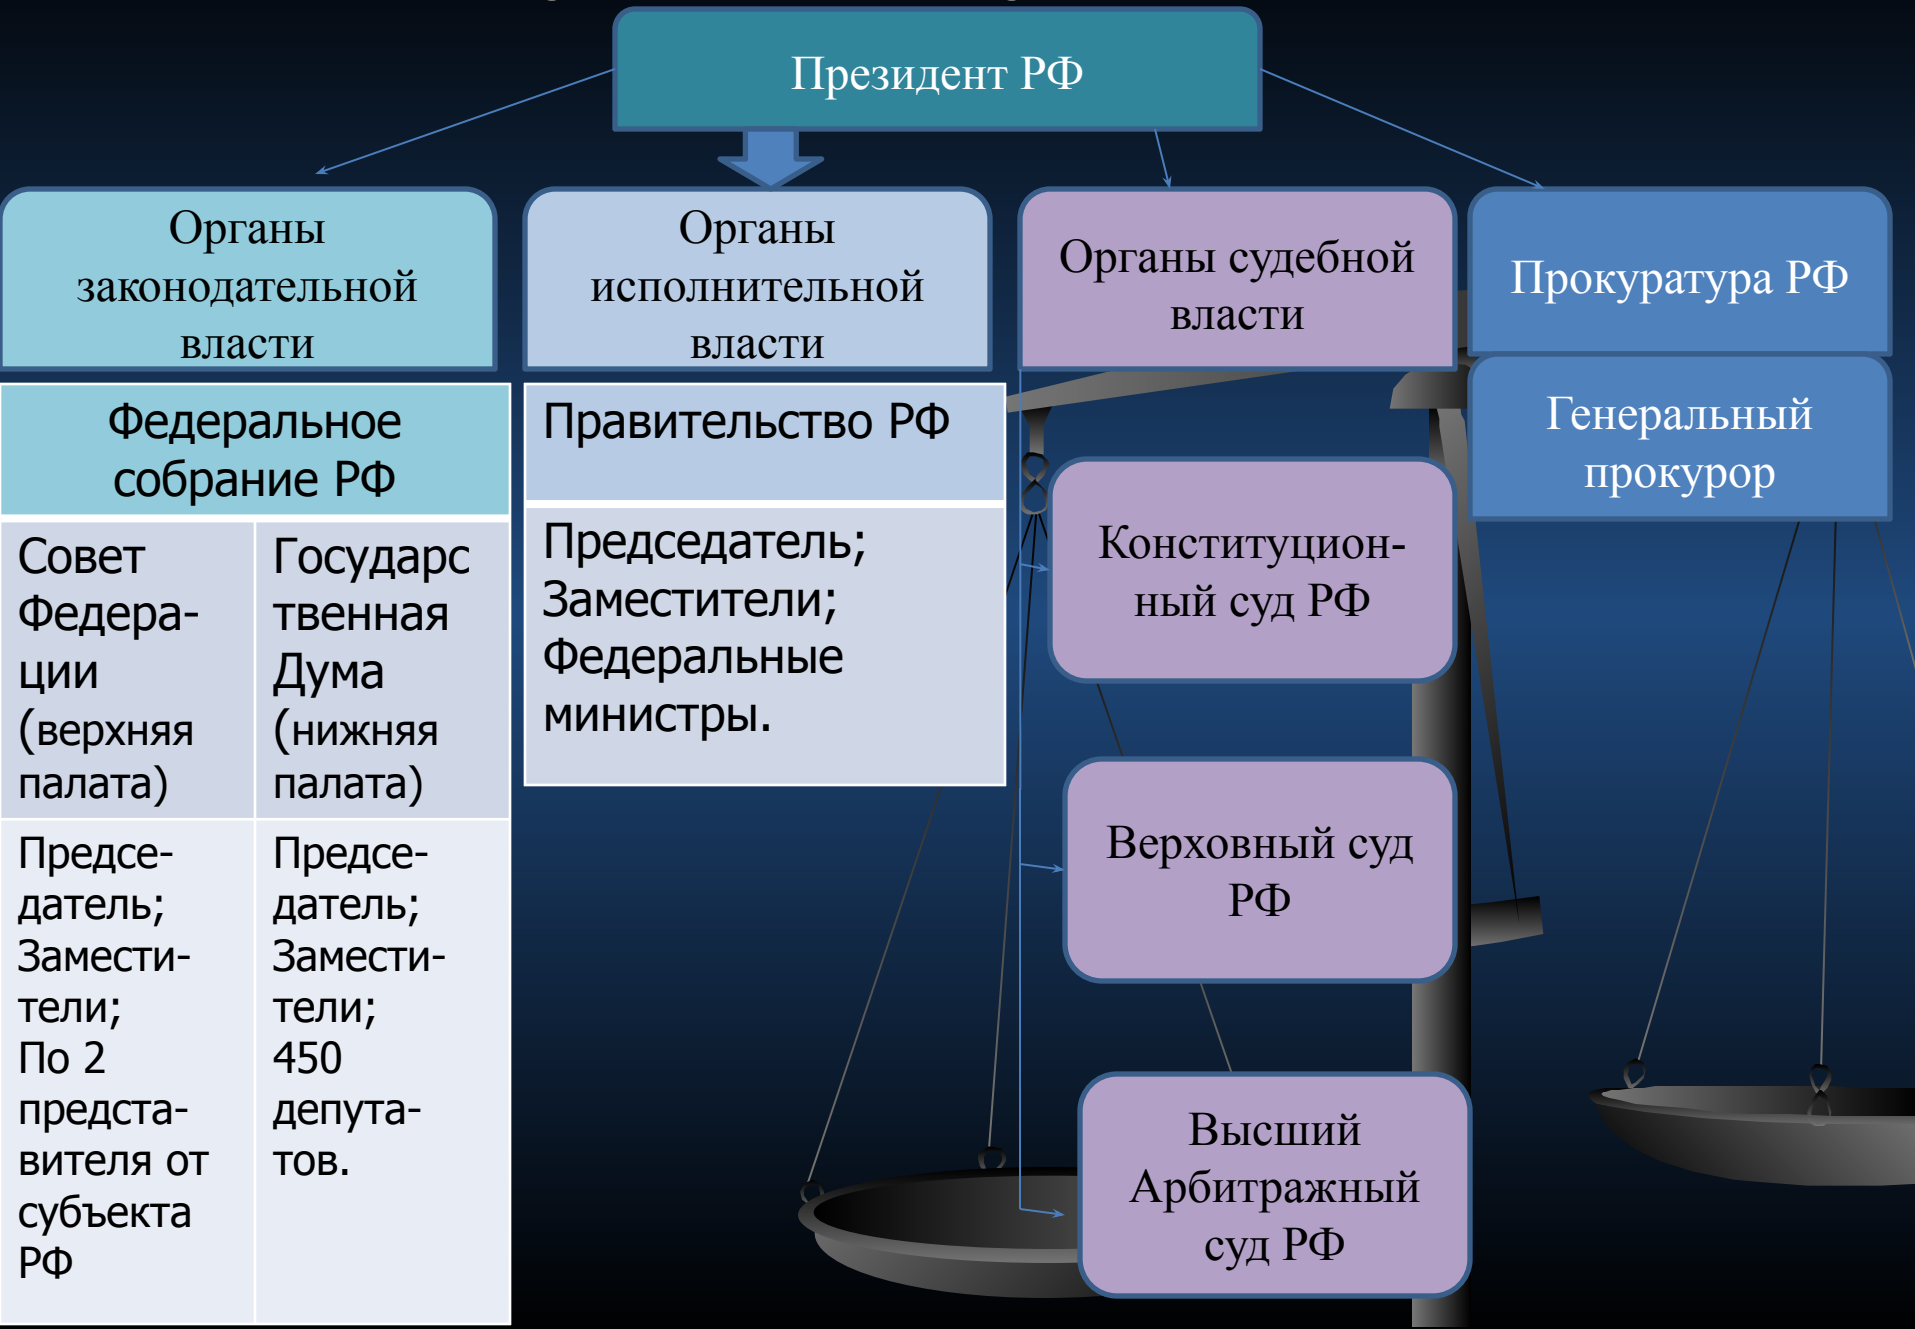 Президент РФ
Органы
законодательной
власти
Органы
исполнительной
власти
Органы судебной
власти
Прокуратура РФ
Генеральный
прокурор
Федеральное
собрание РФ
Совет
Федера-
ции
(верхняя
палата)
Государс
твенная
Дума
(нижняя
палата)
Предсе-
датель;
Замести-
тели;
По 2
предста-
вителя от
субъекта
РФ
Предсе-
датель;
Замести-
тели;
450
депута-
тов.
Правительство РФ
Председатель;
Заместители;
Федеральные
министры.
Конституцион-
ный суд РФ
Верховный суд
РФ
Высший
Арбитражный
суд РФ